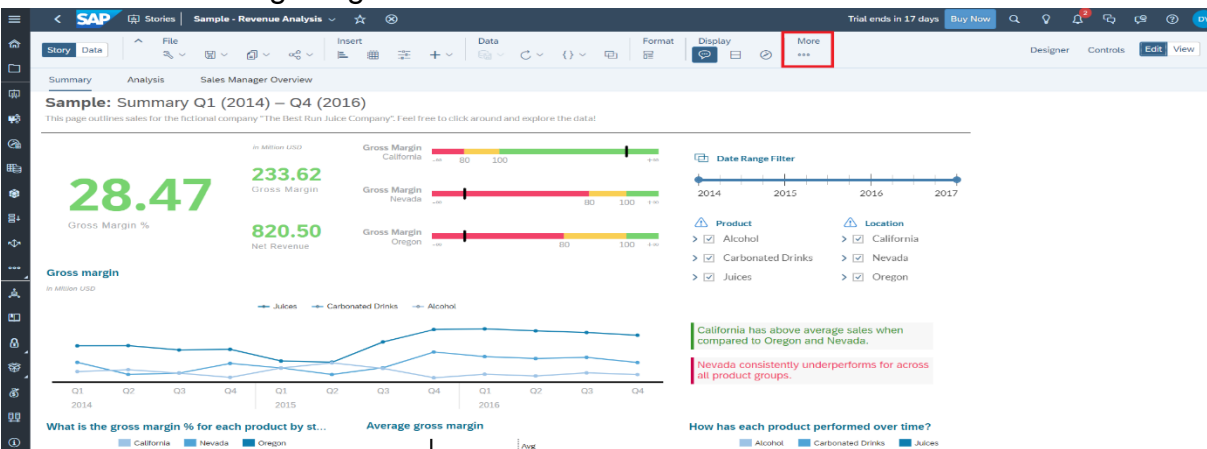 SAP Stories Sample - Revenue Analysis Trial ends in 17 days Buy Now 2
File Insert Data Format Display More
Story Data Designer Controls Edit View
Summary Analysis Sales Manager Overview
Sample: Summary Q1 (2014) – Q4 (2016)
This page outlines sales for the fictional company "The Best Run Juice Company". Feel free to click around and explore the data!
28.47
Gross Margin %
in Million USD
233.62
Gross Margin
820.50
Net Revenue
Gross Margin
California
80 100
Gross Margin
Nevada
80 100
Gross Margin
Oregon
80 100
Date Range Filter
2014 2015 2016 2017
Product Location
Alcohol California
Carbonated Drinks Nevada
Juices Oregon
Gross margin
in Million USD
Juices Carbonated Drinks Alcohol
Q1 Q2 Q3 Q4 Q1 Q2 Q3 Q4 Q1 Q2 Q3 Q4
2014 2015 2016
California has above average sales when
compared to Oregon and Nevada.
Nevada consistently underperforms for across
all product groups.
What is the gross margin % for each product by st...
California Nevada Oregon
Average gross margin
Avg
How has each product performed over time?
Alcohol Carbonated Drinks Juices